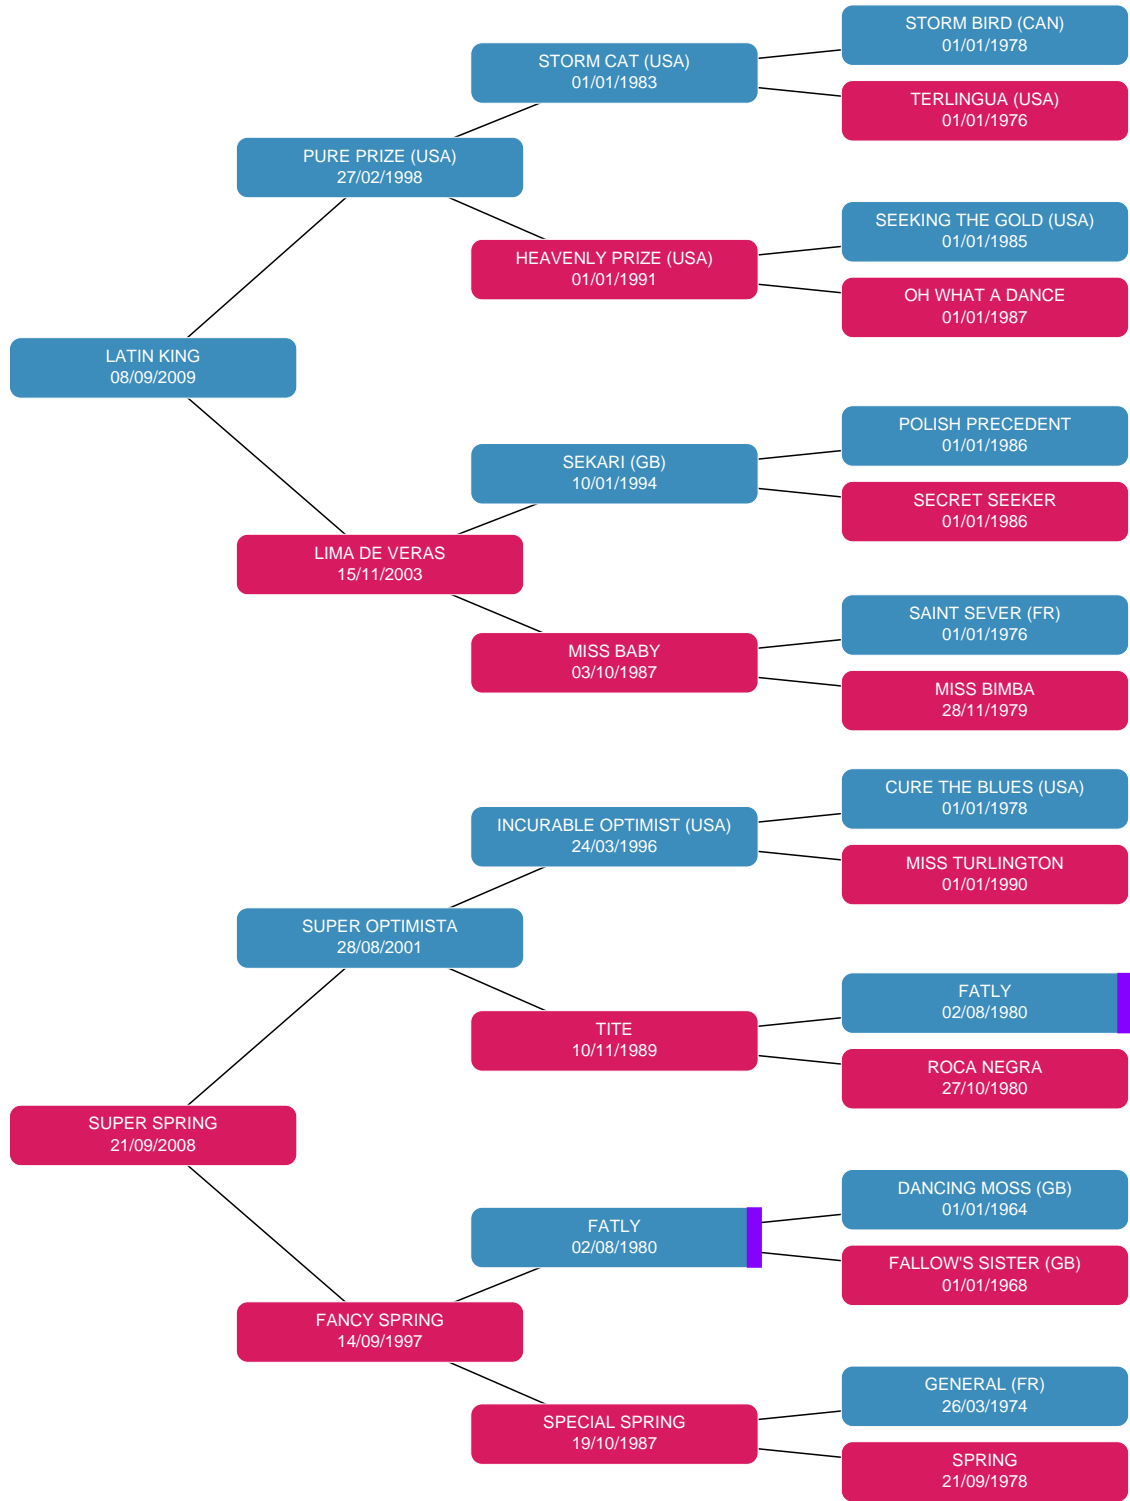 STORM BIRD (CAN)
01/01/1978
STORM CAT (USA)
01/01/1983
TERLINGUA (USA)
01/01/1976
PURE PRIZE (USA)
27/02/1998
SEEKING THE GOLD (USA)
01/01/1985
HEAVENLY PRIZE (USA)
01/01/1991
OH WHAT A DANCE
01/01/1987
LATIN KING
08/09/2009
POLISH PRECEDENT
01/01/1986
SEKARI (GB)
10/01/1994
SECRET SEEKER
01/01/1986
LIMA DE VERAS
15/11/2003
SAINT SEVER (FR)
01/01/1976
MISS BABY
03/10/1987
MISS BIMBA
28/11/1979
CURE THE BLUES (USA)
01/01/1978
INCURABLE OPTIMIST (USA)
24/03/1996
MISS TURLINGTON
01/01/1990
SUPER OPTIMISTA
28/08/2001
FATLY
02/08/1980
TITE
10/11/1989
ROCA NEGRA
27/10/1980
SUPER SPRING
21/09/2008
DANCING MOSS (GB)
01/01/1964
FATLY
02/08/1980
FALLOW'S SISTER (GB)
01/01/1968
FANCY SPRING
14/09/1997
GENERAL (FR)
26/03/1974
SPECIAL SPRING
19/10/1987
SPRING
21/09/1978